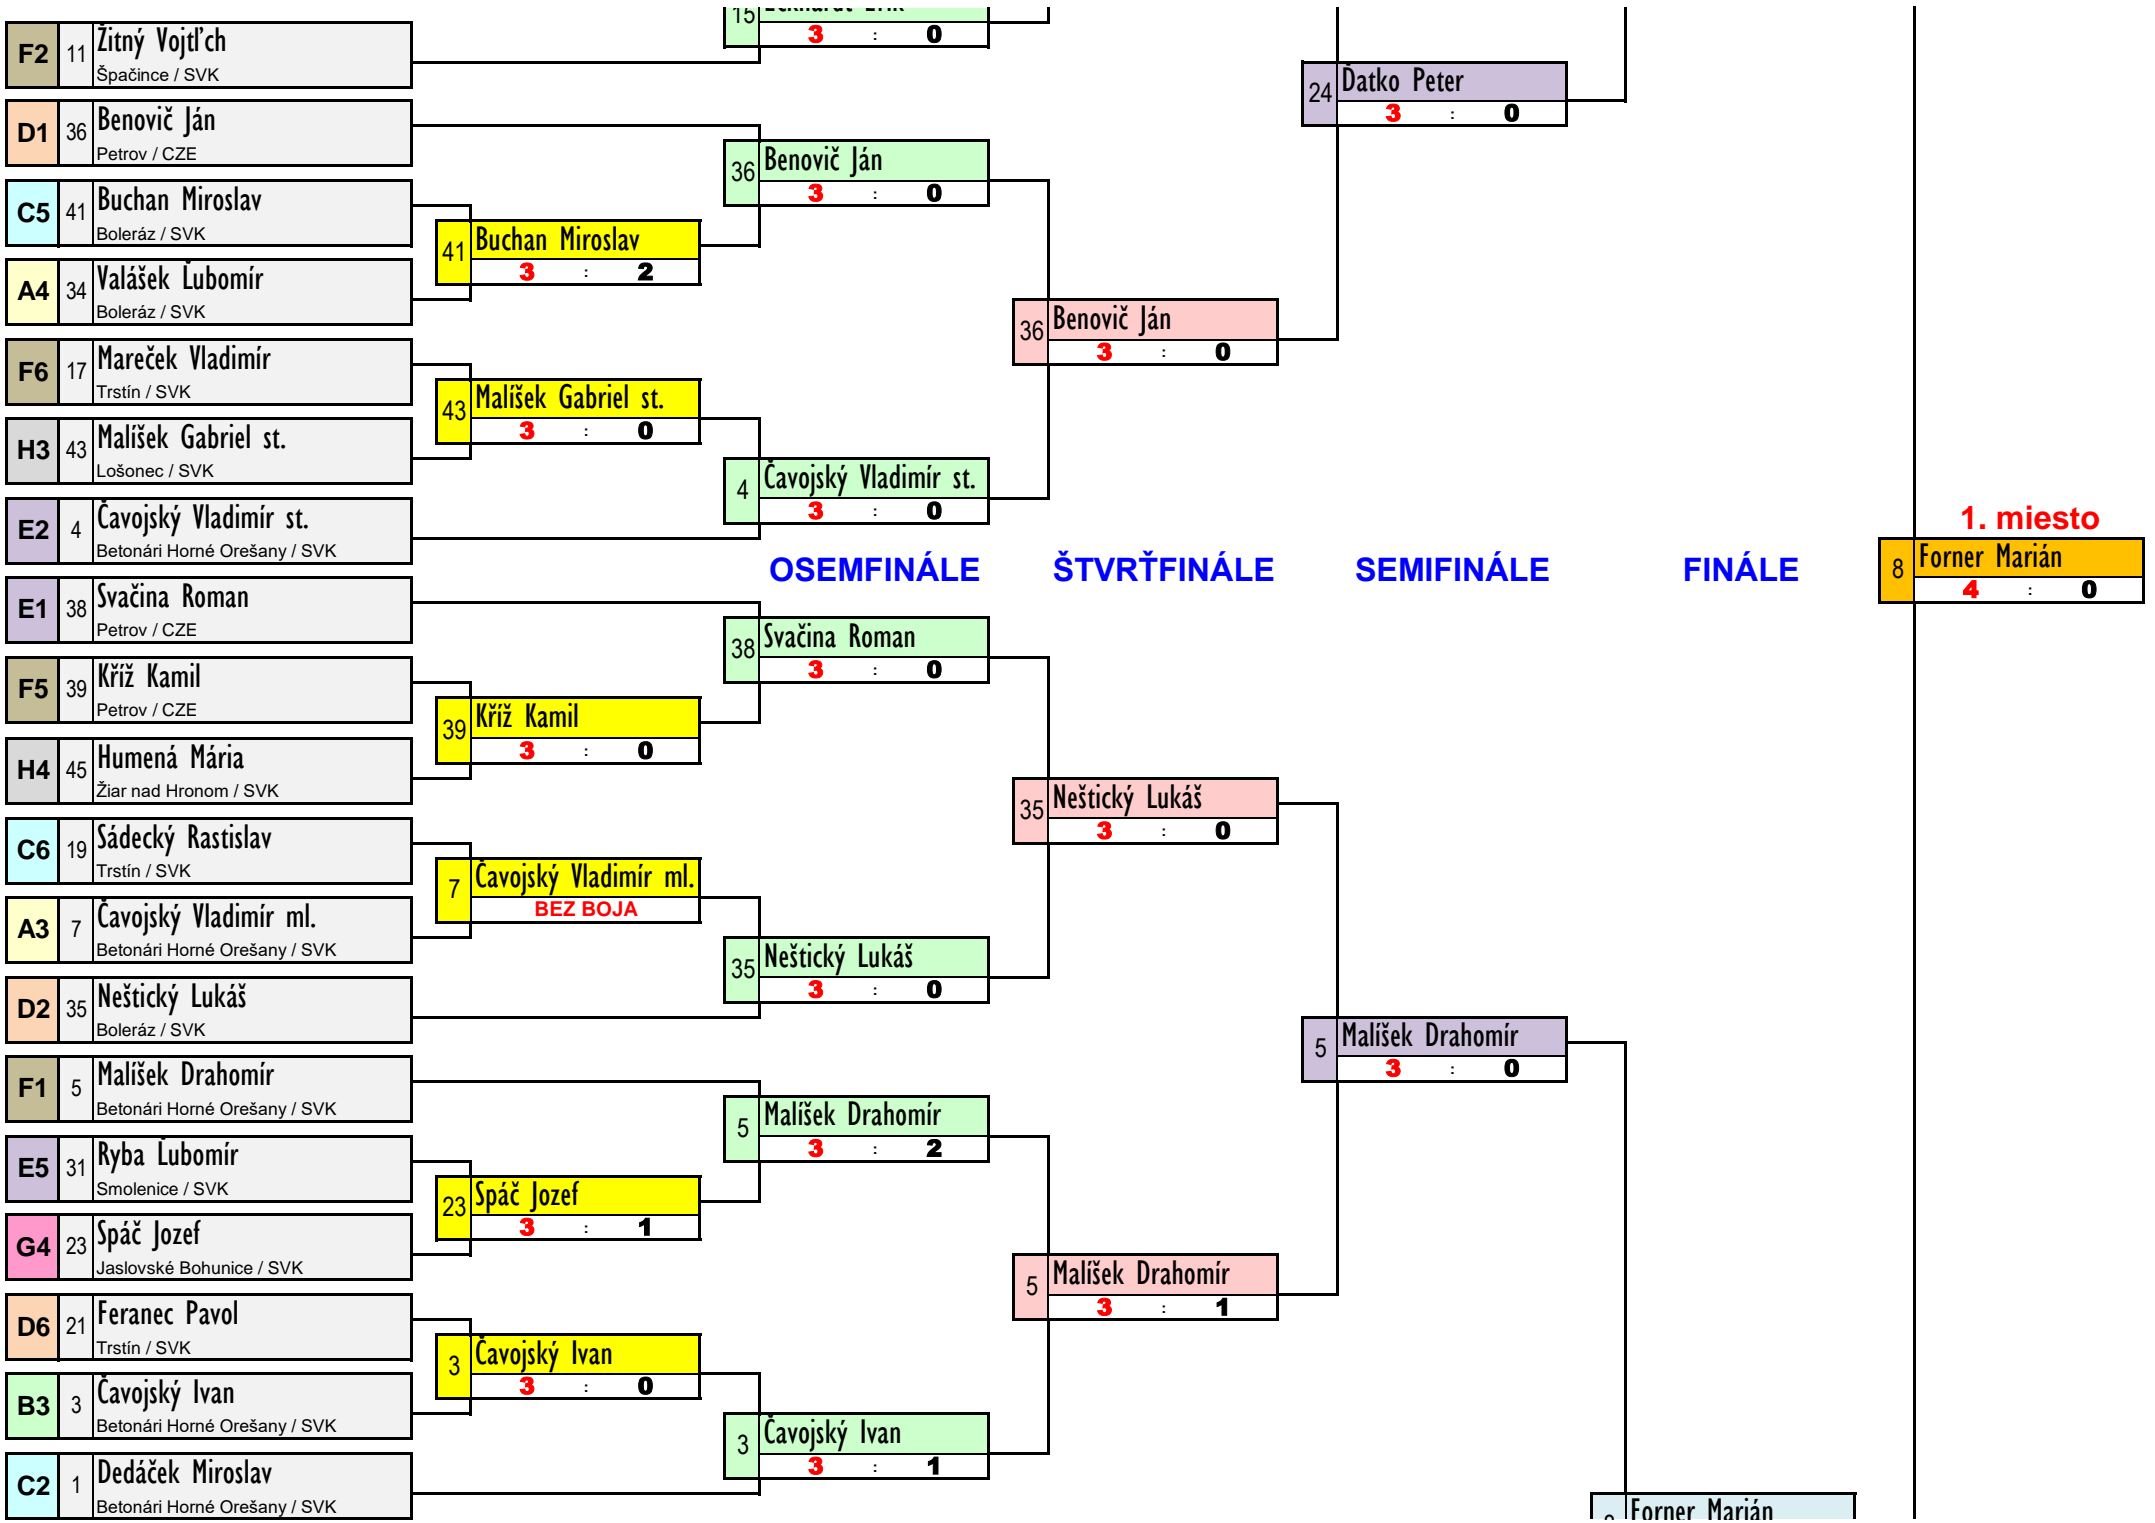 15
3 : 0
F2 11 Žitný Vojtľch
Špačince / SVK
24 Ďatko Peter
3 : 0
D1 36 Benovič Ján
Petrov / CZE
36 Benovič Ján
3 : 0
C5 41 Buchan Miroslav
Boleráz / SVK
41 Buchan Miroslav
3 : 2
A4 34 Valášek Ľubomír
Boleráz / SVK
36 Benovič Ján
3 : 0
F6 17 Mareček Vladimír
Trstín / SVK
43 Malíšek Gabriel st.
3 : 0
H3 43 Malíšek Gabriel st.
Lošonec / SVK
4 Čavojský Vladimír st.
3 : 0
E2 4 Čavojský Vladimír st.
Betonári Horné Orešany / SVK
1. miesto
8 Forner Marián
4 : 0
OSEMFINÁLE ŠTVRŤFINÁLE SEMIFINÁLE FINÁLE
E1 38 Svačina Roman
Petrov / CZE
38 Svačina Roman
3 : 0
F5 39 Kříž Kamil
Petrov / CZE
39 Kříž Kamil
3 : 0
H4 45 Humená Mária
Žiar nad Hronom / SVK
35 Neštický Lukáš
3 : 0
C6 19 Sádecký Rastislav
Trstín / SVK
7 Čavojský Vladimír ml.
BEZ BOJA
A3 7 Čavojský Vladimír ml.
Betonári Horné Orešany / SVK
35 Neštický Lukáš
3 : 0
D2 35 Neštický Lukáš
Boleráz / SVK
5 Malíšek Drahomír
3 : 0
F1 5 Malíšek Drahomír
Betonári Horné Orešany / SVK
5 Malíšek Drahomír
3 : 2
E5 31 Ryba Ľubomír
Smolenice / SVK
23 Spáč Jozef
3 : 1
G4 23 Spáč Jozef
Jaslovské Bohunice / SVK
5 Malíšek Drahomír
3 : 1
D6 21 Feranec Pavol
Trstín / SVK
3 Čavojský Ivan
3 : 0
B3 3 Čavojský Ivan
Betonári Horné Orešany / SVK
3 Čavojský Ivan
3 : 1
C2 1 Dedáček Miroslav
Betonári Horné Orešany / SVK
Forner Marián